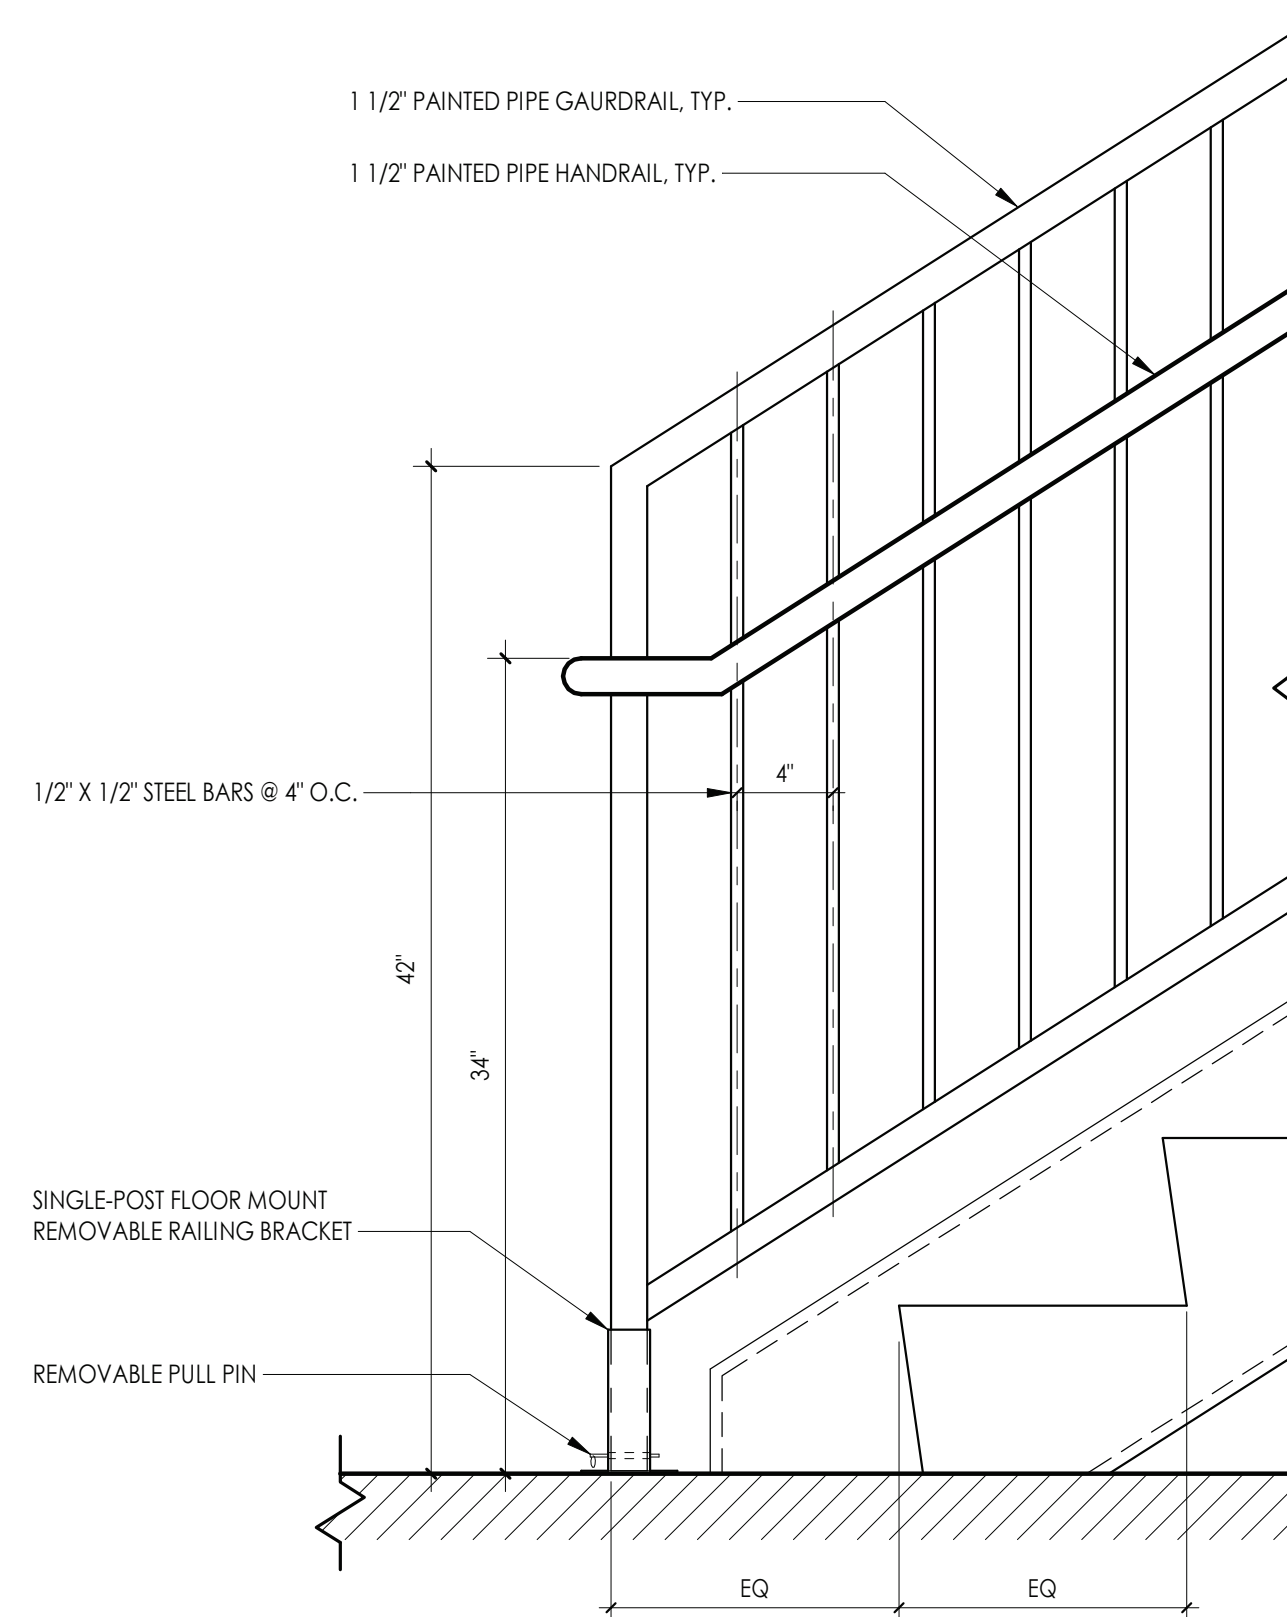 1 1/2" PAINTED PIPE GAURDRAIL, TYP.
1 1/2" PAINTED PIPE HANDRAIL, TYP.
4"
1/2" X 1/2" STEEL BARS @ 4" O.C.
42"
34"
SINGLE-POST FLOOR MOUNT
REMOVABLE RAILING BRACKET
REMOVABLE PULL PIN
EQ
EQ